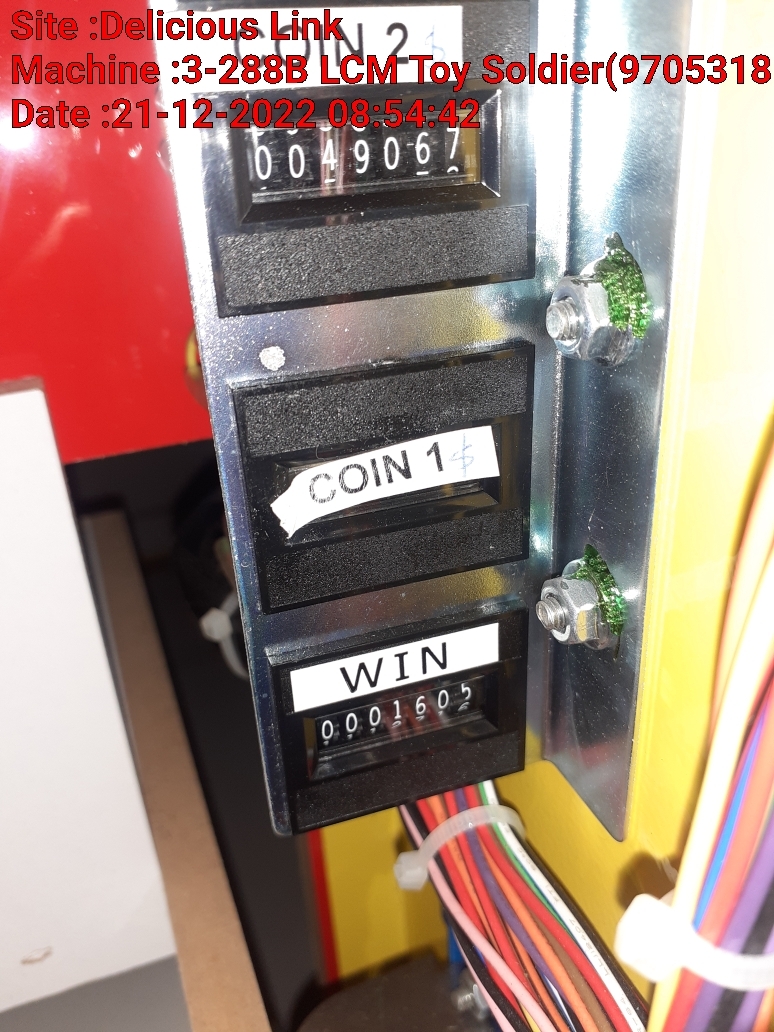 Site :Delicious Link
Machine :3-288B LCM Toy Soldier(9705318
Date :21-12-2022 08:54:42
COIN 2 $
0049067
COIN 1 $
WIN
0001605